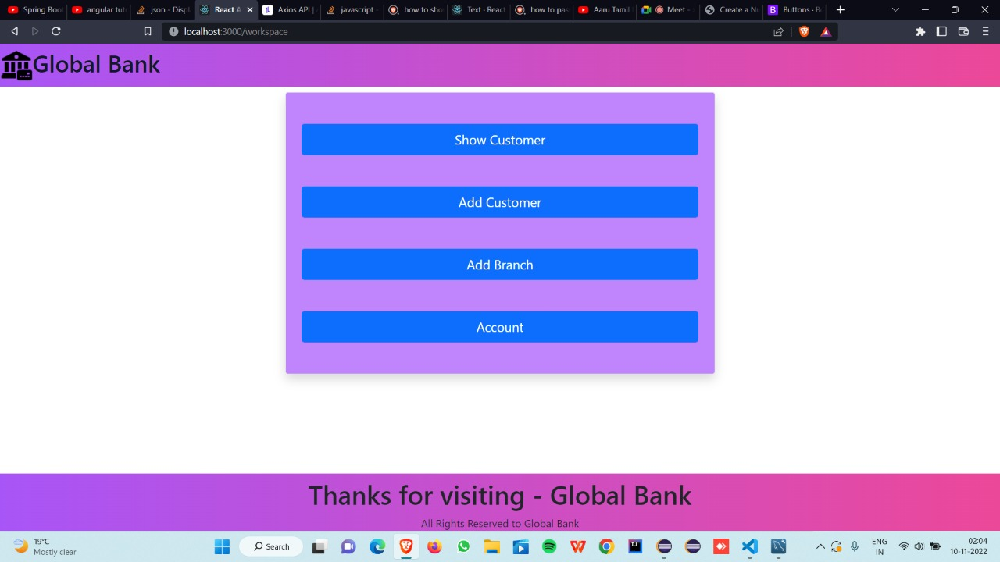 Spring Boot
angular tut
json - Displ
React A
Axios API |
javascript -
how to sho
Text · React
how to pas
Aaru Tamil
Meet -
Create a N
Buttons - B
localhost:3000/workspace
Global Bank
Show Customer
Add Customer
Add Branch
Account
Thanks for visiting - Global Bank
All Rights Reserved to Global Bank
19°C
Mostly clear
Search
ENG
IN
02:04
10-11-2022